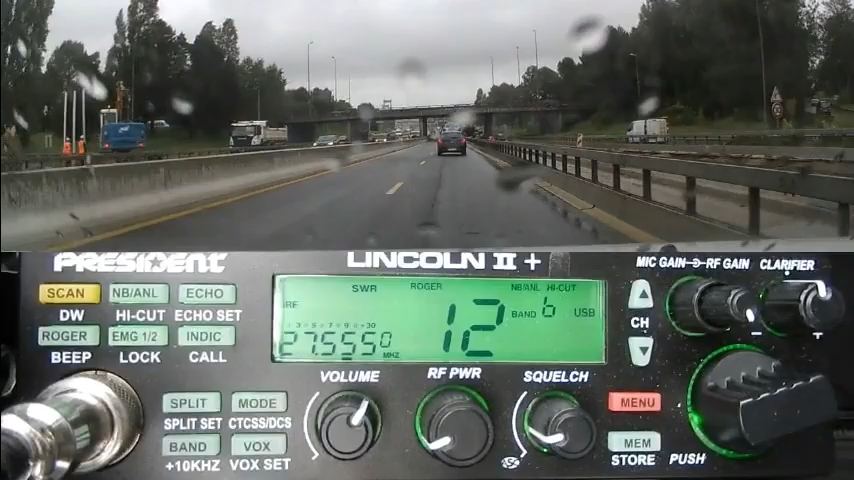 PRESIDENT LINCOLN II +
MIC GAIN RF GAIN CLARIFIER
SCAN NB/ANL ECHO
DW HI-CUT ECHO SET
ROGER EMG 1/2 INDIC
BEEP LOCK CALL
SWR ROGER NB/ANL HI-CUT
RF
12 BAND b USB
27.555 0 MHZ
CH
VOLUME RF PWR SQUELCH
SPLIT MODE
SPLIT SET CTCSS/DCS
BAND VOX
+10KHZ VOX SET
MENU
MEM
STORE PUSH
ASC